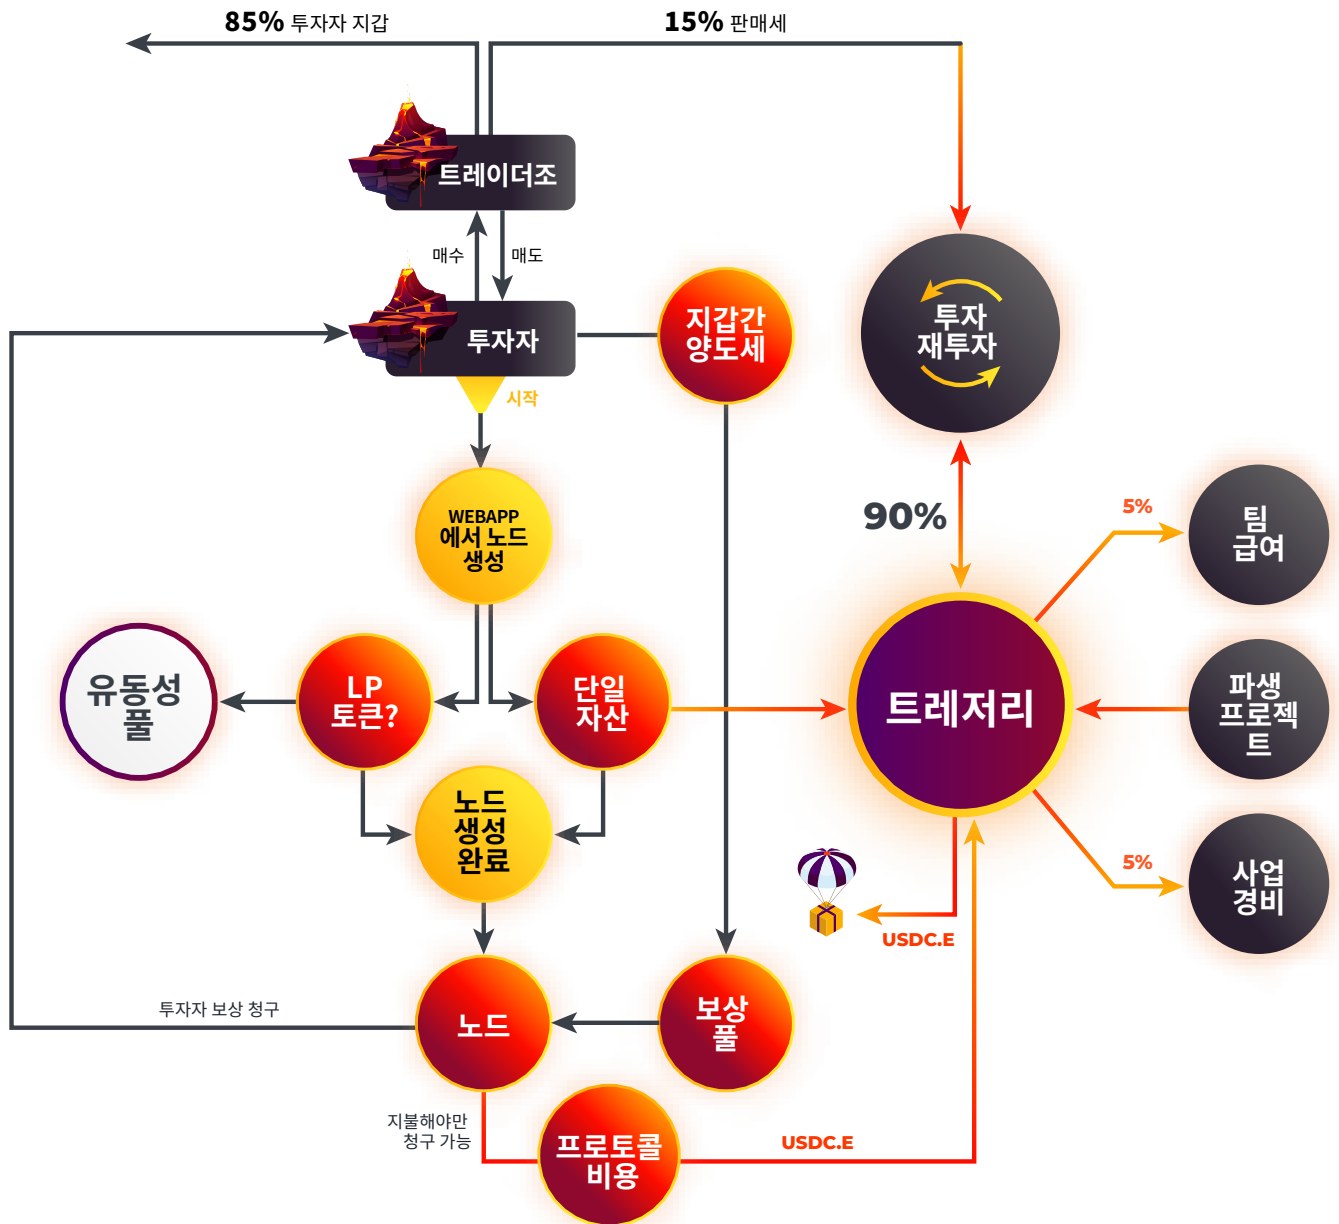 85% 투자자 지갑
15% 판매세
트레이더조
매수
매도
투자자
시작
지갑간
양도세
투자
재투자
WEBAPP
에서 노드
생성
90%
5%
팀
급여
유동성
풀
LP
토큰?
단일
자산
트레저리
파생
프로젝
트
노드
생성
완료
5%
사업
경비
USDC.E
투자자 보상 청구
노드
보상
풀
지불해야만
청구 가능
프로토콜
비용
USDC.E